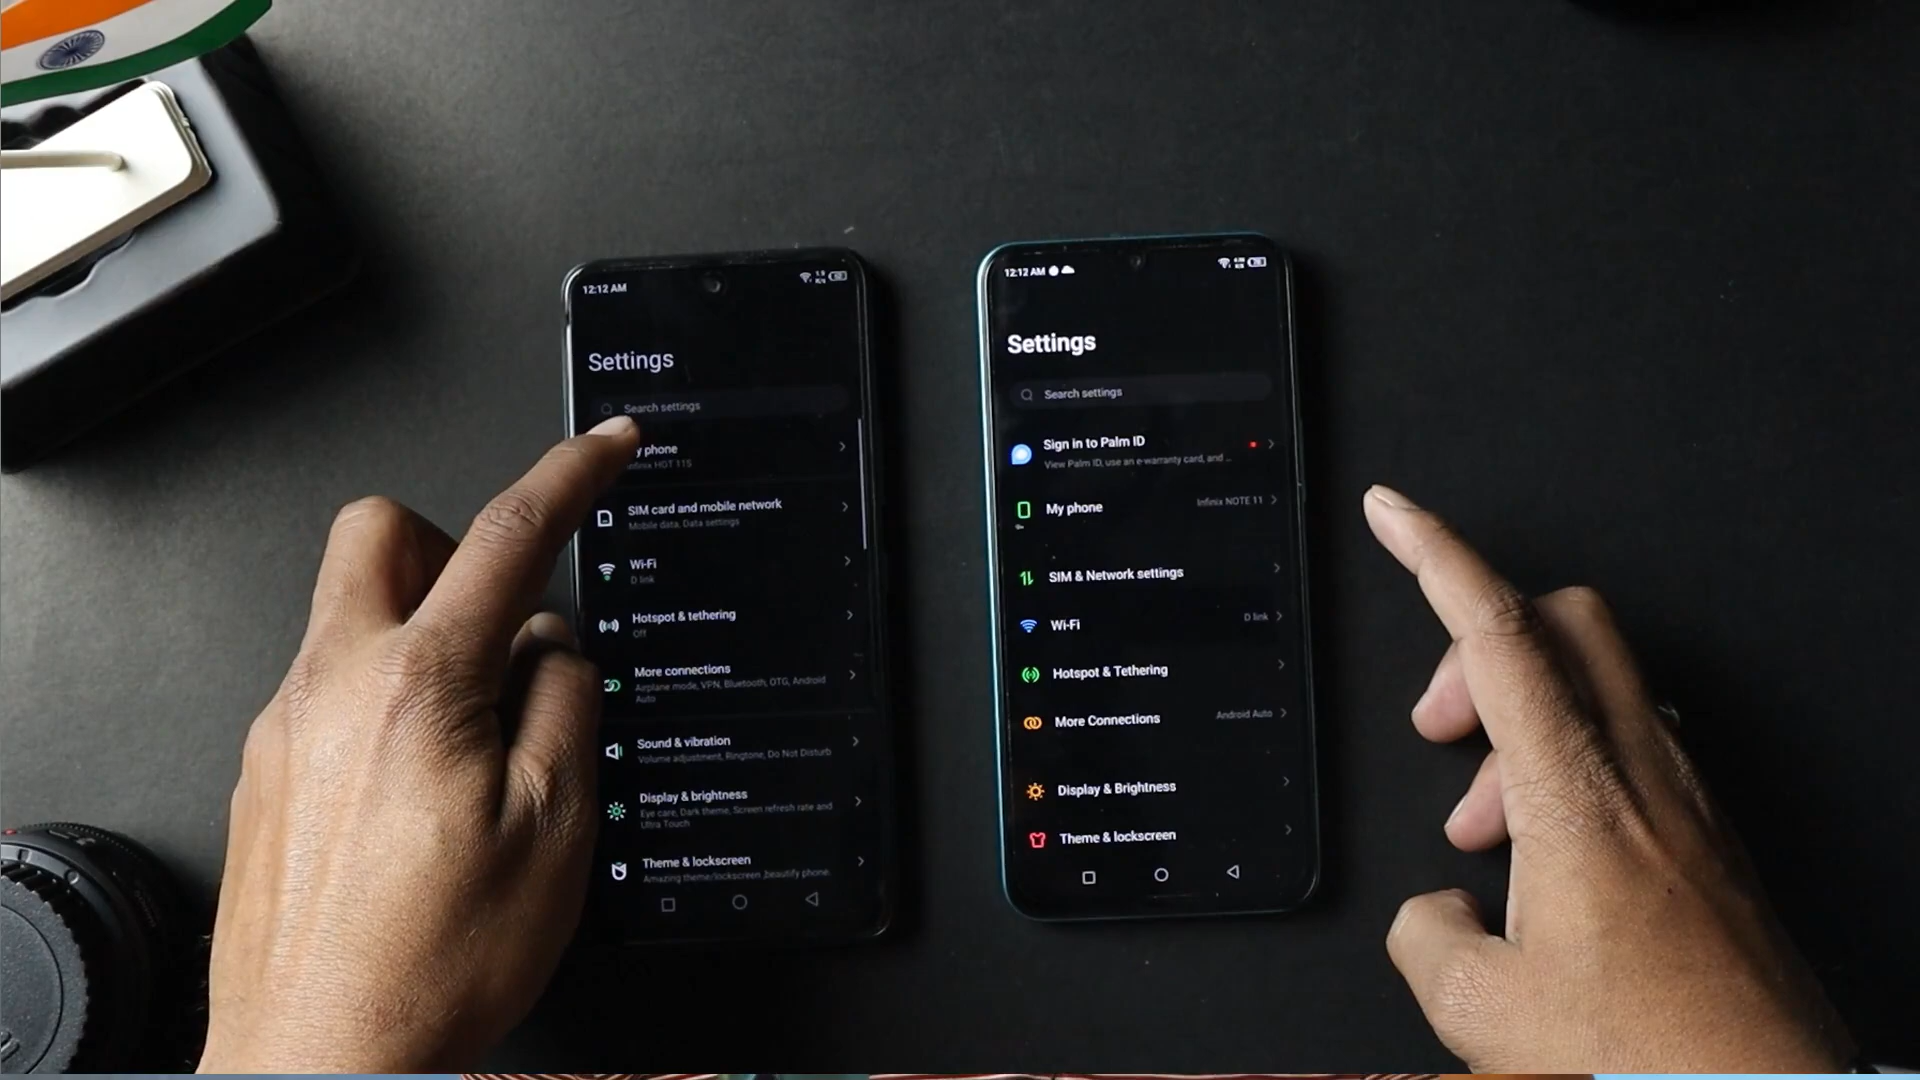 12:12 AM
1.9
K/s
Settings
Search settings
y phone
Infinix HOT 11S
SIM card and mobile network
Mobile data, Data settings
Wi-Fi
D link
Hotspot & tethering
Off
More connections
Airplane mode, VPN, Bluetooth, OTG, Android
Auto
Sound & vibration
Volume adjustment, Ringtone, Do Not Disturb
Display & brightness
Eye care, Dark theme, Screen refresh rate and
Ultra Touch
Theme & lockscreen
Amazing theme/lockscreen ,beautify phone.
12:12 AM
Settings
Search settings
Sign in to Palm ID
View Palm ID, use an e-warranty card, and ...
My phone
Infinix NOTE 11
SIM & Network settings
Wi-Fi
D link
Hotspot & Tethering
More Connections
Android Auto
Display & Brightness
Theme & lockscreen